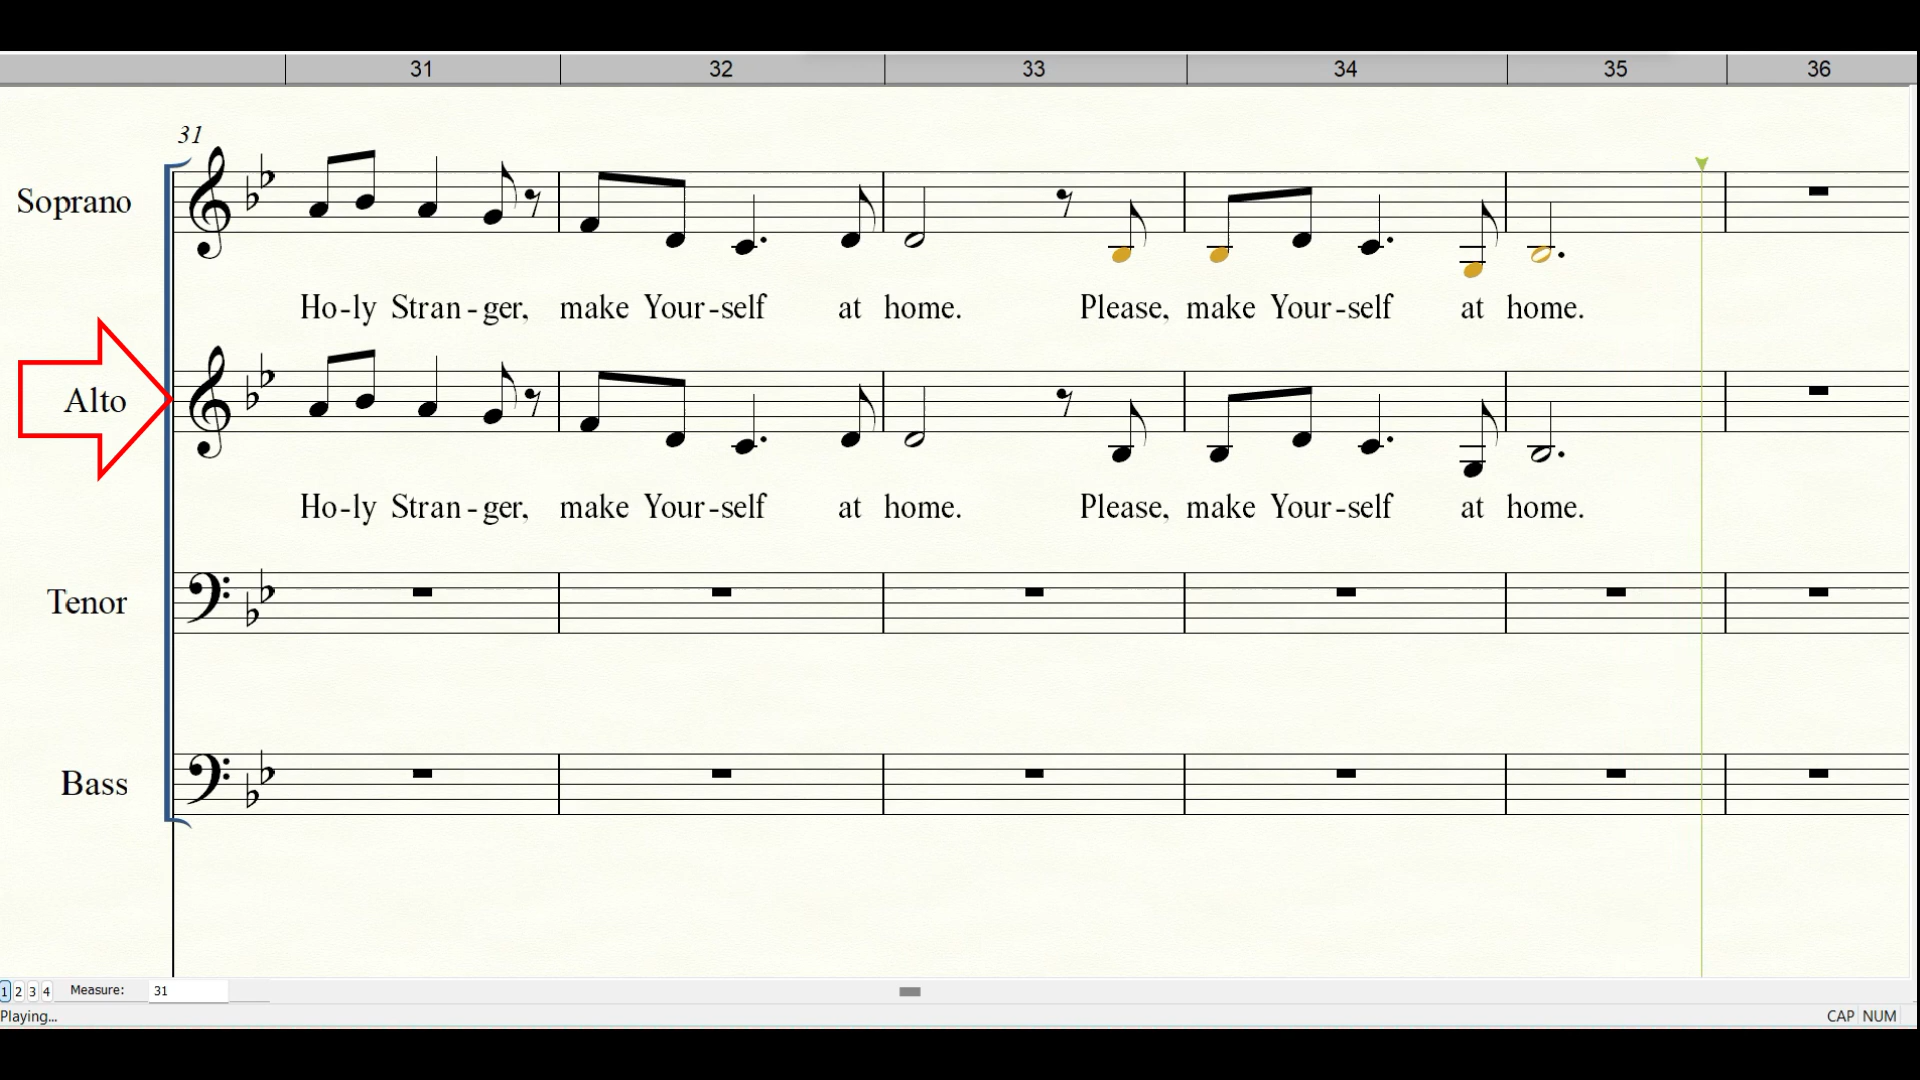 31 32 33 34 35 36
31
Soprano
Ho-ly Stran-ger, make Your-self at home. Please, make Your-self at home.
Alto
Ho-ly Stran-ger, make Your-self at home. Please, make Your-self at home.
Tenor
Bass
1 2 3 4 Measure: 31
Playing... CAP NUM